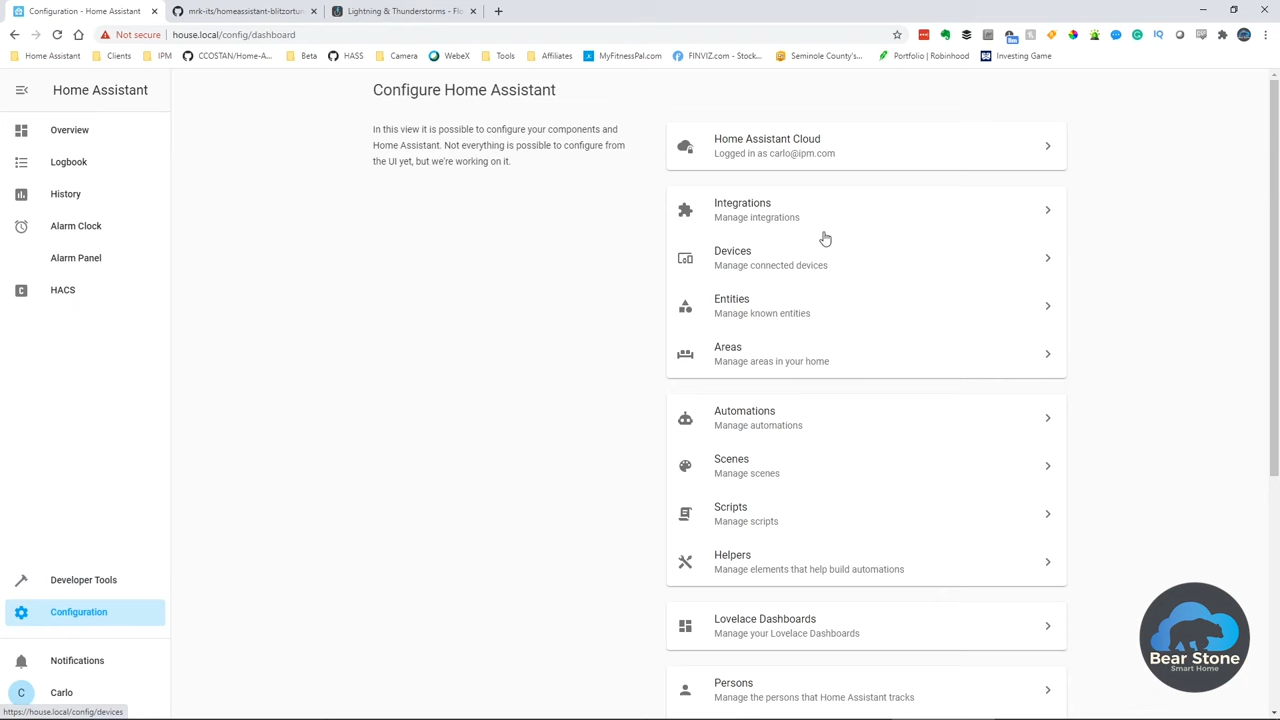 Configuration - Home Assistant
mrk-its/homeassistant-blitzortun
Lightning & Thunderstorms - Flo
Not secure
house.local/config/dashboard
Home Assistant
Clients
IPM
CCOSTAN/Home-A...
Beta
HASS
Camera
WebeX
Tools
Affiliates
MyFitnessPal.com
FINVIZ.com - Stock...
Seminole County's...
Portfolio | Robinhood
Investing Game
Home Assistant
Overview
Logbook
History
Alarm Clock
Alarm Panel
HACS
Developer Tools
Configuration
Notifications
C
Carlo
https://house.local/config/devices
Configure Home Assistant
In this view it is possible to configure your components and
Home Assistant. Not everything is possible to configure from
the UI yet, but we're working on it.
Home Assistant Cloud
Logged in as carlo@ipm.com
Integrations
Manage integrations
Devices
Manage connected devices
Entities
Manage known entities
Areas
Manage areas in your home
Automations
Manage automations
Scenes
Manage scenes
Scripts
Manage scripts
Helpers
Manage elements that help build automations
Lovelace Dashboards
Manage your Lovelace Dashboards
Persons
Manage the persons that Home Assistant tracks
Bear Stone
Smart Home